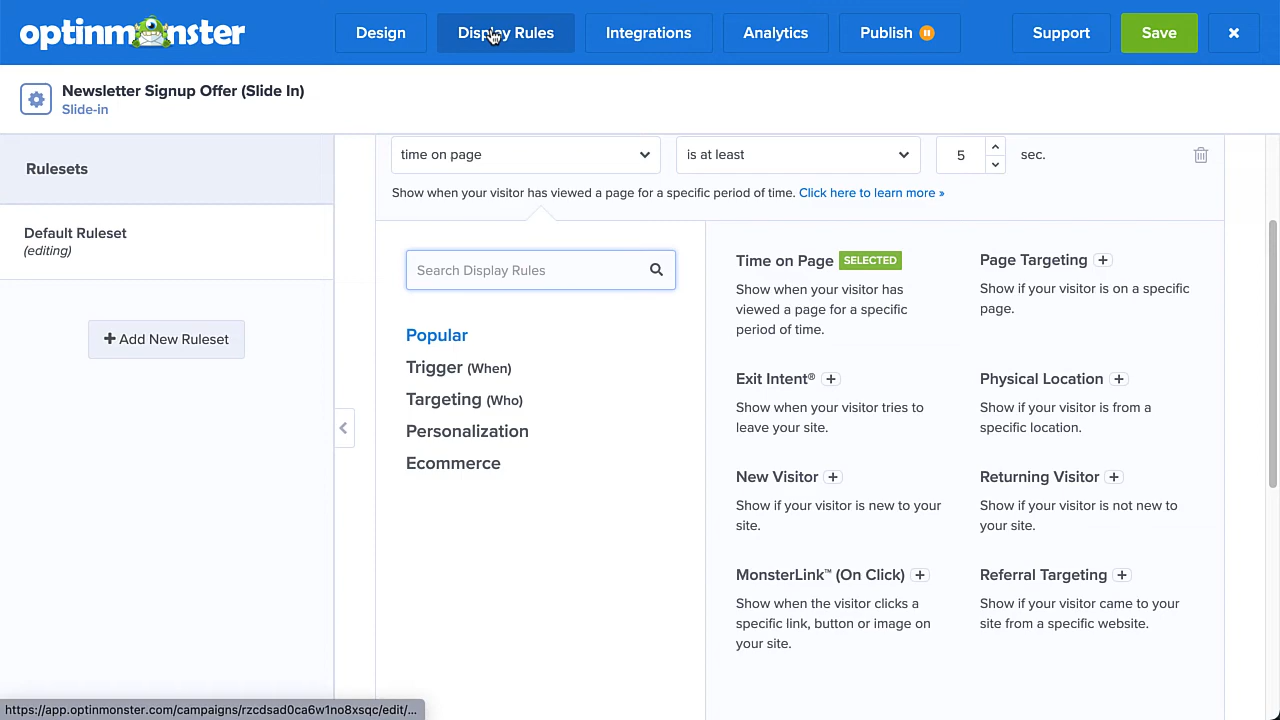 optinmonster
Design
Display Rules
Integrations
Analytics
Publish
Support
Save
Newsletter Signup Offer (Slide In)
Slide-in
Rulesets
Default Ruleset
(editing)
Add New Ruleset
time on page
is at least
5
sec.
Show when your visitor has viewed a page for a specific period of time. Click here to learn more »
Search Display Rules
Popular
Trigger (When)
Targeting (Who)
Personalization
Ecommerce
Time on Page SELECTED
Show when your visitor has
viewed a page for a specific
period of time.
Page Targeting
Show if your visitor is on a specific
page.
Exit Intent®
Show when your visitor tries to
leave your site.
Physical Location
Show if your visitor is from a
specific location.
New Visitor
Show if your visitor is new to your
site.
Returning Visitor
Show if your visitor is not new to
your site.
MonsterLink™ (On Click)
Show when the visitor clicks a
specific link, button or image on
your site.
Referral Targeting
Show if your visitor came to your
site from a specific website.
https://app.optinmonster.com/campaigns/rzcdsad0ca6w1no8xsqc/edit/...